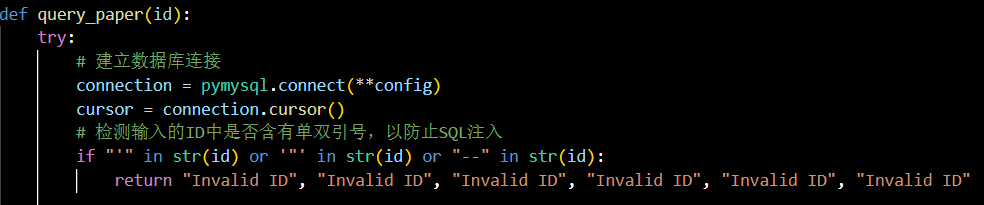 def query_paper(id):
    try:
        # 建立数据库连接
        connection = pymysql.connect(**config)
        cursor = connection.cursor()
        # 检测输入的ID中是否含有单双引号，以防止SQL注入
        if "'" in str(id) or '"' in str(id) or "--" in str(id):
            return "Invalid ID", "Invalid ID", "Invalid ID", "Invalid ID", "Invalid ID", "Invalid ID"